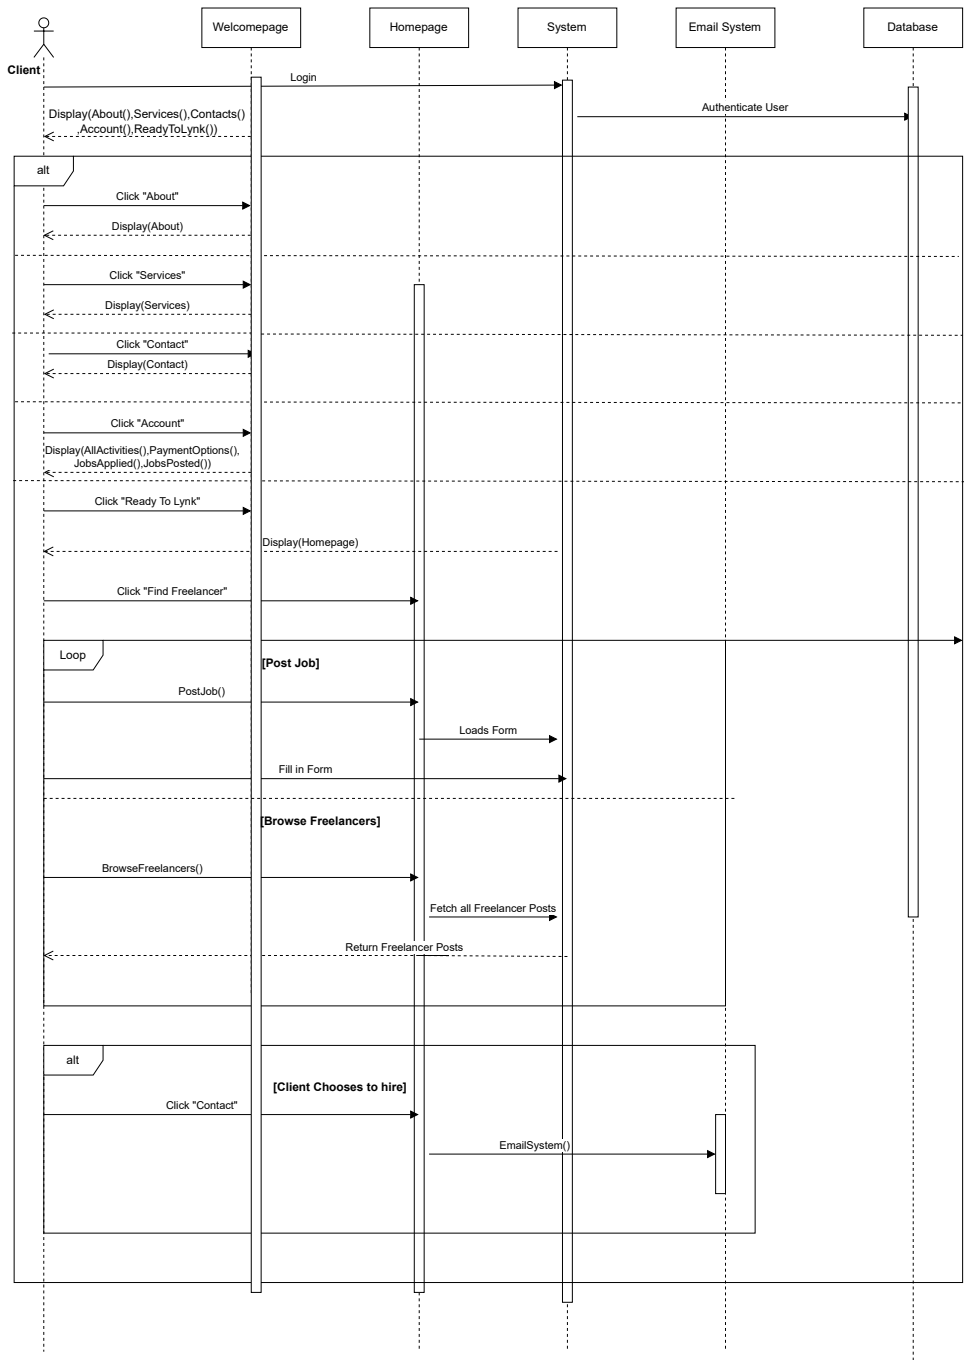 Welcomepage
Homepage
System
Email System
Database
Client
Login
Authenticate User
Display(About(),Services(),Contacts()
,Account(),ReadyToLynk())
alt
Click "About"
Display(About)
Click "Services"
Display(Services)
Click "Contact"
Display(Contact)
Click "Account"
Display(AllActivities(),PaymentOptions(),
JobsApplied(),JobsPosted())
Click "Ready To Lynk"
Display(Homepage)
Click "Find Freelancer"
Loop
[Post Job]
PostJob()
Loads Form
Fill in Form
[Browse Freelancers]
BrowseFreelancers()
Fetch all Freelancer Posts
Return Freelancer Posts
alt
[Client Chooses to hire]
Click "Contact"
EmailSystem()